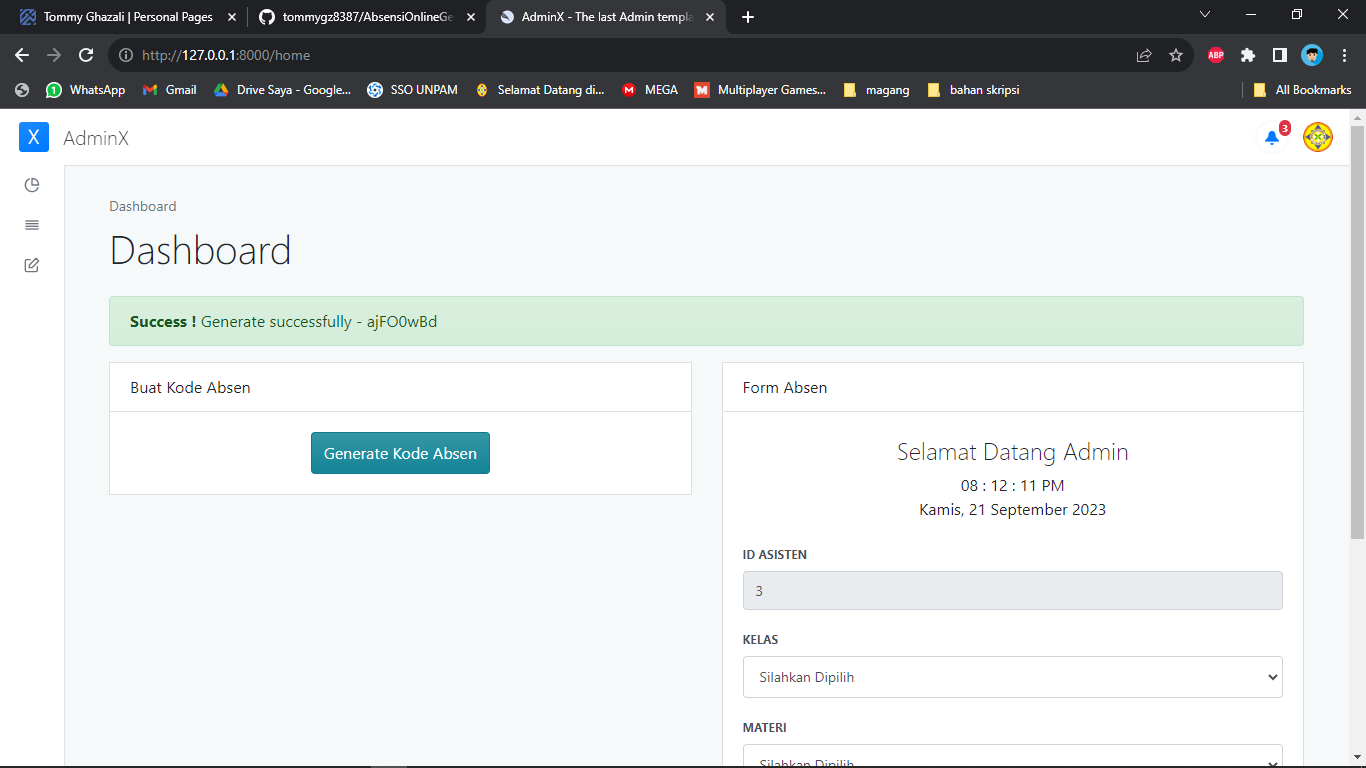 Tommy Ghazali | Personal Pages
tommygz8387/AbsensiOnlineGe
AdminX - The last Admin templa
http://127.0.0.1:8000/home
ABP
WhatsApp
Gmail
Drive Saya - Google...
SSO UNPAM
Selamat Datang di...
MEGA
Multiplayer Games...
magang
bahan skripsi
All Bookmarks
X AdminX
3
Dashboard
Dashboard
Success ! Generate successfully - ajFO0wBd
Buat Kode Absen
Generate Kode Absen
Form Absen
Selamat Datang Admin
08 : 12 : 11 PM
Kamis, 21 September 2023
ID ASISTEN
3
KELAS
Silahkan Dipilih
MATERI
Silahkan Dipilih